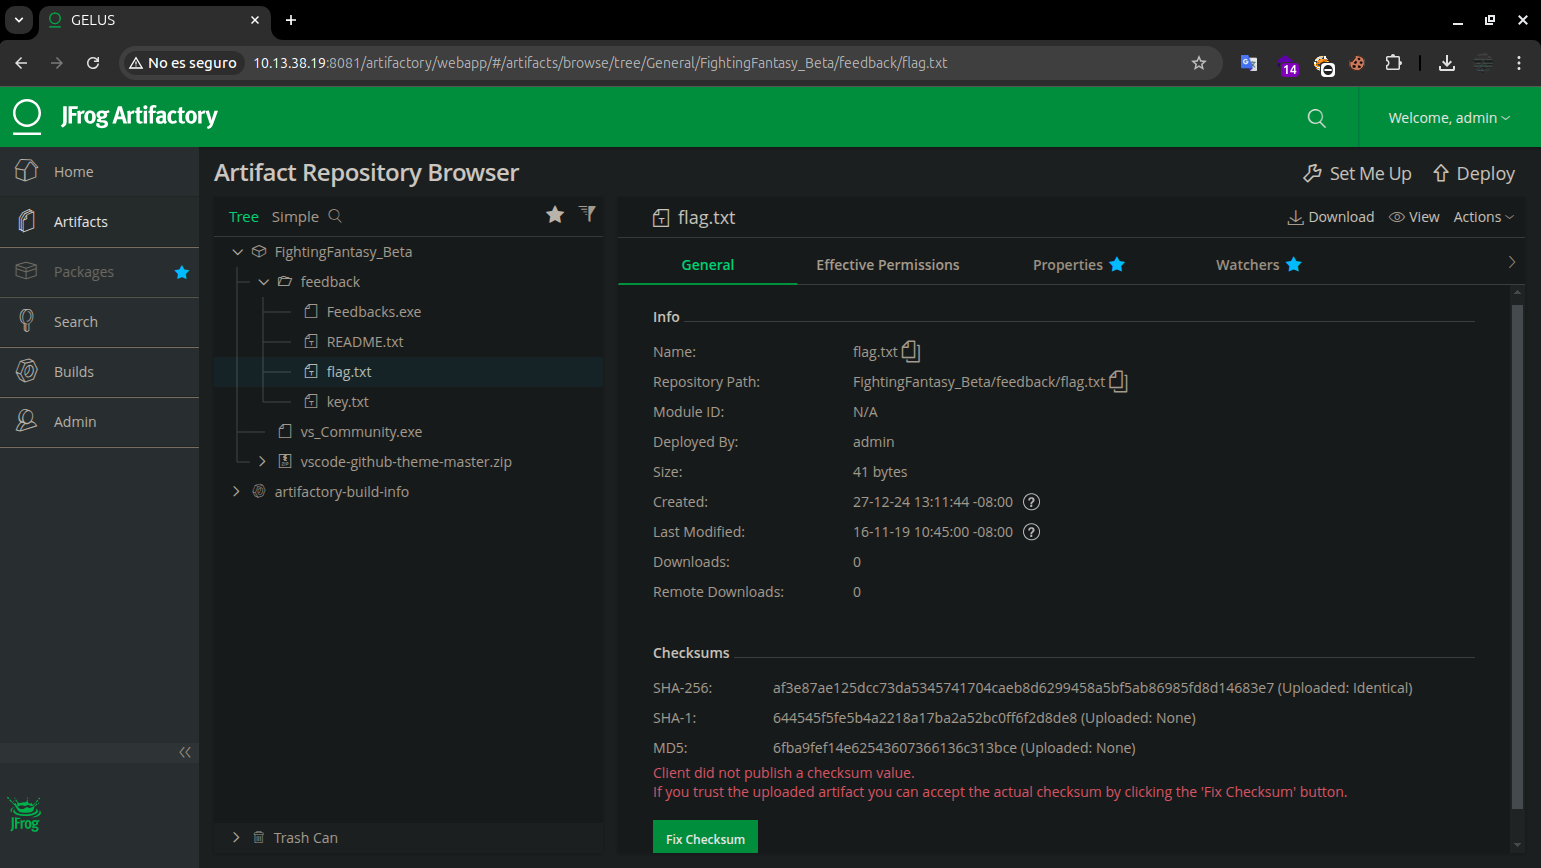 GELUS
No es seguro 10.13.38.19:8081/artifactory/webapp/#/artifacts/browse/tree/General/FightingFantasy_Beta/feedback/flag.txt
14
JFrog Artifactory
Welcome, admin
Home
Artifacts
Packages
Search
Builds
Admin
JFrog
Artifact Repository Browser
Set Me Up Deploy
Tree Simple
FightingFantasy_Beta
feedback
Feedbacks.exe
README.txt
flag.txt
key.txt
vs_Community.exe
vscode-github-theme-master.zip
artifactory-build-info
Trash Can
flag.txt
Download View Actions
General Effective Permissions Properties Watchers
Info
Name: flag.txt
Repository Path: FightingFantasy_Beta/feedback/flag.txt
Module ID: N/A
Deployed By: admin
Size: 41 bytes
Created: 27-12-24 13:11:44 -08:00
Last Modified: 16-11-19 10:45:00 -08:00
Downloads: 0
Remote Downloads: 0
Checksums
SHA-256: af3e87ae125dcc73da5345741704caeb8d6299458a5bf5ab86985fd8d14683e7 (Uploaded: Identical)
SHA-1: 644545f5fe5b4a2218a17ba2a52bc0ff6f2d8de8 (Uploaded: None)
MD5: 6fba9fef14e62543607366136c313bce (Uploaded: None)
Client did not publish a checksum value.
If you trust the uploaded artifact you can accept the actual checksum by clicking the 'Fix Checksum' button.
Fix Checksum